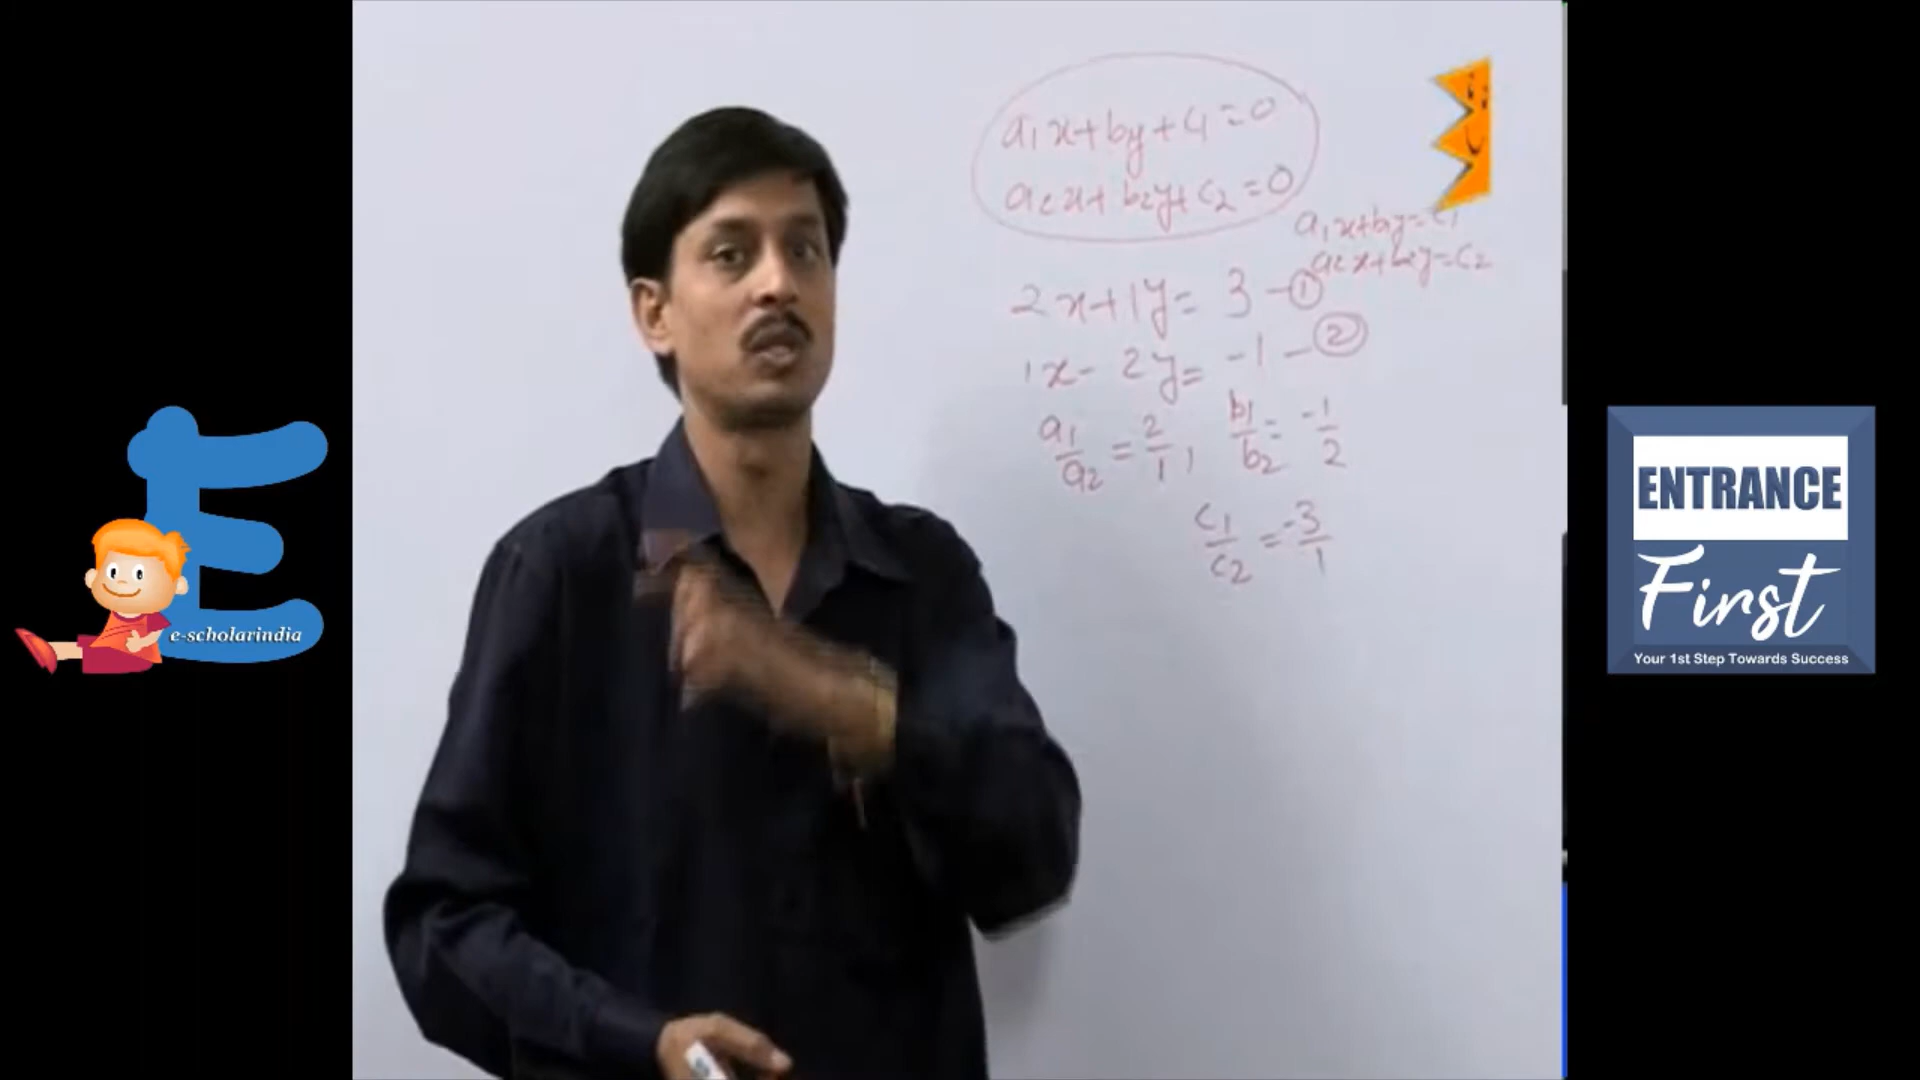 a₁x+by+c₁=0
a₂x+b₂y+c₂=0
a₁x+b₁y=c₁
a₂x+b₂y=c₂
2x+1y= 3 -①
1x- 2y= -1 -②
a₁/a₂ = 2/1, b₁/b₂ = -1/2
c₁/c₂ = -3/1
e-scholarindia
ENTRANCE
First
Your 1st Step Towards Success